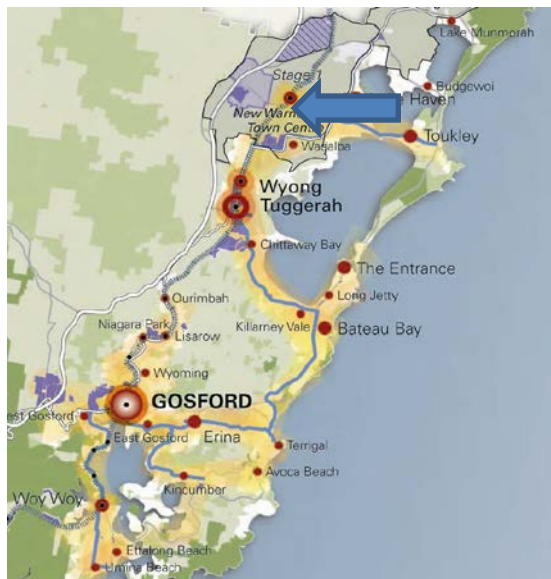 Lake Munmorah
Stage 1
Budgewoi
Haven
New Warn
Town Cent
Toukley
Wadalba
Wyong
Tuggerah
Chittaway Bay
The Entrance
Long Jetty
Ourimbah
Killarney Vale
Bateau Bay
Niagara Park
Lisarow
Wyoming
GOSFORD
est Gosford
East Gosford
Erina
Terrigal
Avoca Beach
Kincumber
Woy Woy
Ettalong Beach
Umina Beach